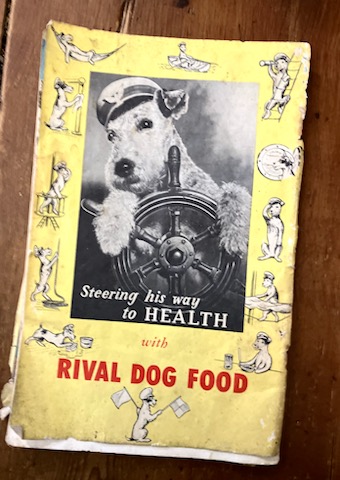 Steering his way
to HEALTH
with
RIVAL DOG FOOD